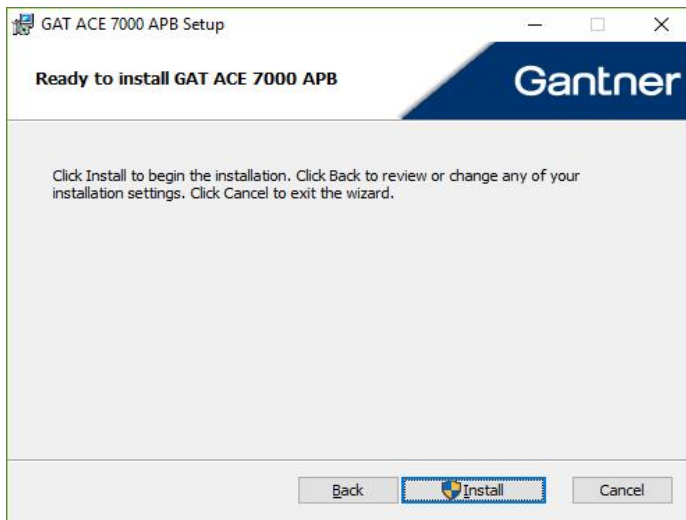 GAT ACE 7000 APB Setup
Ready to install GAT ACE 7000 APB
Gantner
Click Install to begin the installation. Click Back to review or change any of your
installation settings. Click Cancel to exit the wizard.
Back
Install
Cancel